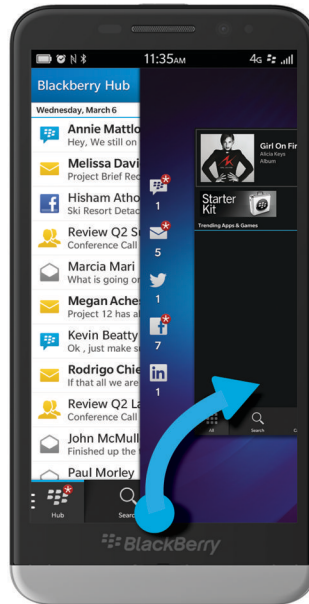 11:35AM
4G
Blackberry Hub
Wednesday, March 6
Annie Mattlo
Hey, We still on
Melissa Davi
Project Brief Rec
Hisham Atho
Ski Resort Detac
Review Q2 S
Conference Call
Marcia Mari
What is going or
Megan Aches
Project 12 has a
Kevin Beatty
Ok , just make s
Rodrigo Chie
If that all we are
Review Q2 La
Conference Call
John McMull
Finished up the
Paul Morley
Hub
Searc
1
5
1
7
1
Girl On Fir
Alicia Keys
Album
Starter
Kit
Trending Apps & Games
All
Search
BlackBerry